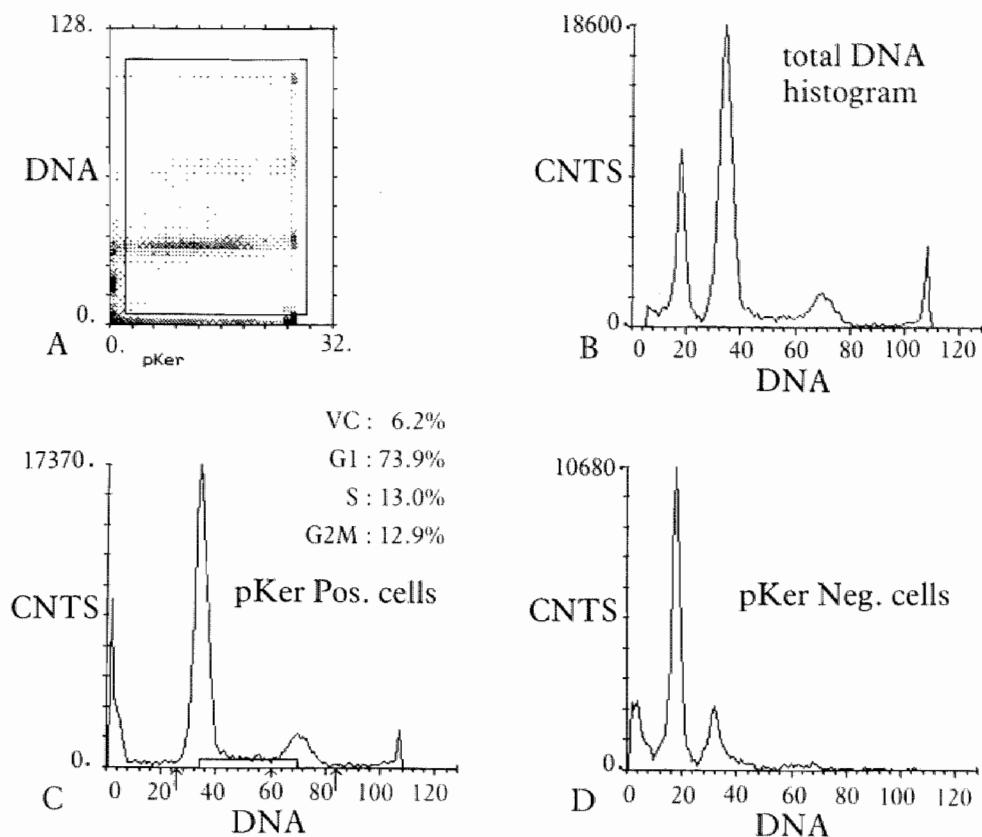 128.
DNA
0.
A
0.
pKer
32.
18600.
total DNA
histogram
CNTS
0
B
0 20 40 60 80 100 120
DNA
VC : 6.2%
G1 : 73.9%
S : 13.0%
G2M : 12.9%
17370.
pKer Pos. cells
CNTS
0.
C
0 20 40 60 80 100 120
DNA
10680
pKer Neg. cells
CNTS
0
D
0 20 40 60 80 100 120
DNA